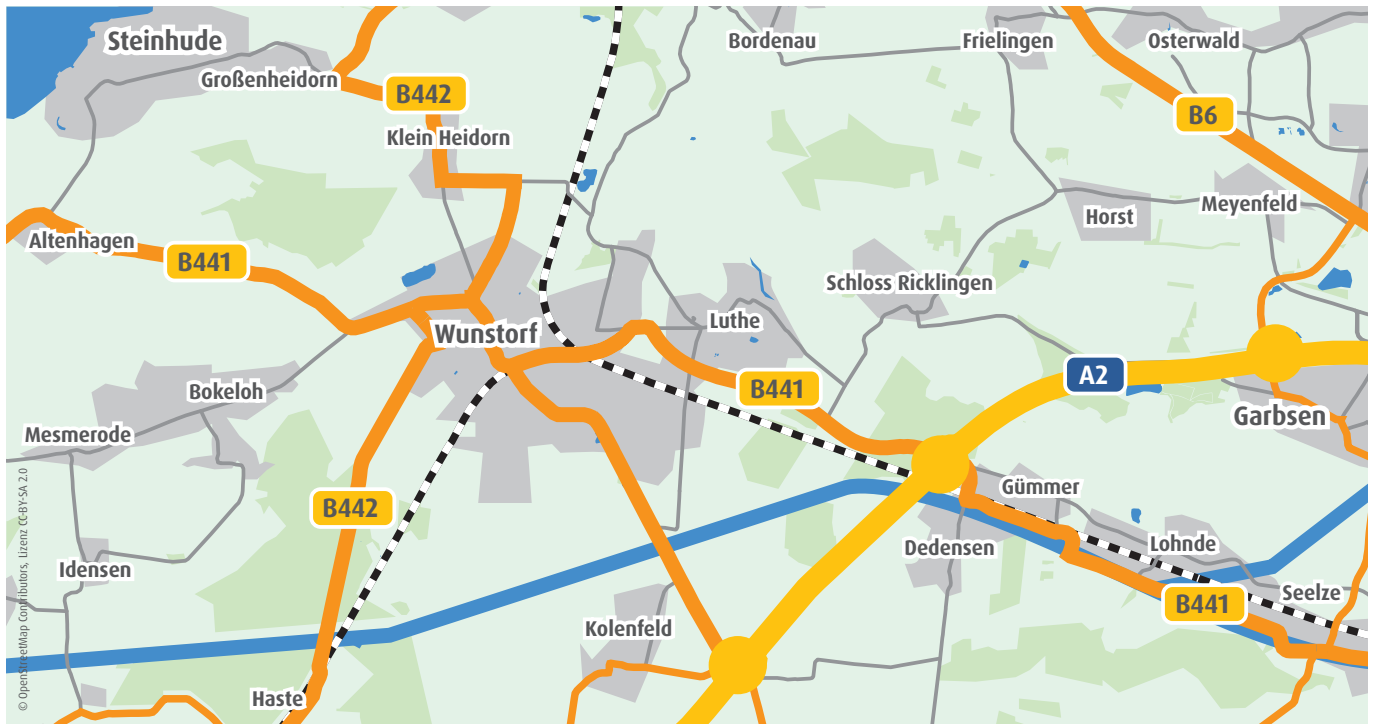 Steinhude
Bordenau
Frielingen
Osterwald
Großenheidorn
B442
B6
Klein Heidorn
Meyenfeld
Horst
Altenhagen
B441
Schloss Ricklingen
Luthe
Wunstorf
A2
B441
Bokeloh
Garbsen
Mesmerode
Gümmer
B442
Dedensen
Lohnde
Idensen
Seelze
B441
Kolenfeld
Haste
© OpenStreetMap Contributors, Lizenz CC-BY-SA 2.0